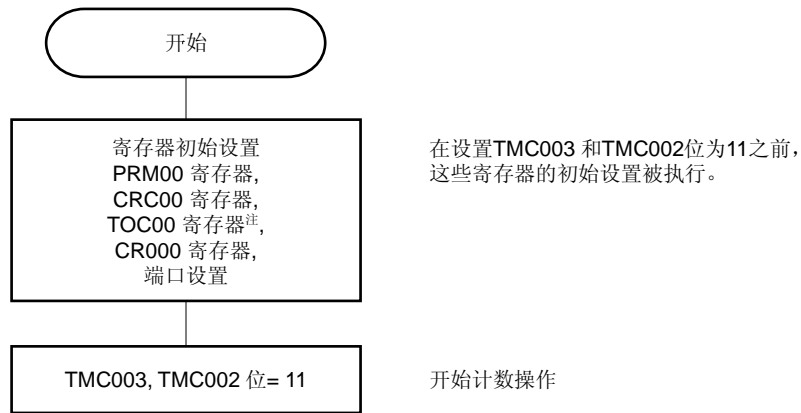 开始
寄存器初始设置
PRM00 寄存器,
CRC00 寄存器,
TOC00 寄存器注,
CR000 寄存器,
端口设置
在设置TMC003 和TMC002位为11之前，
这些寄存器的初始设置被执行。
TMC003, TMC002 位= 11
开始计数操作